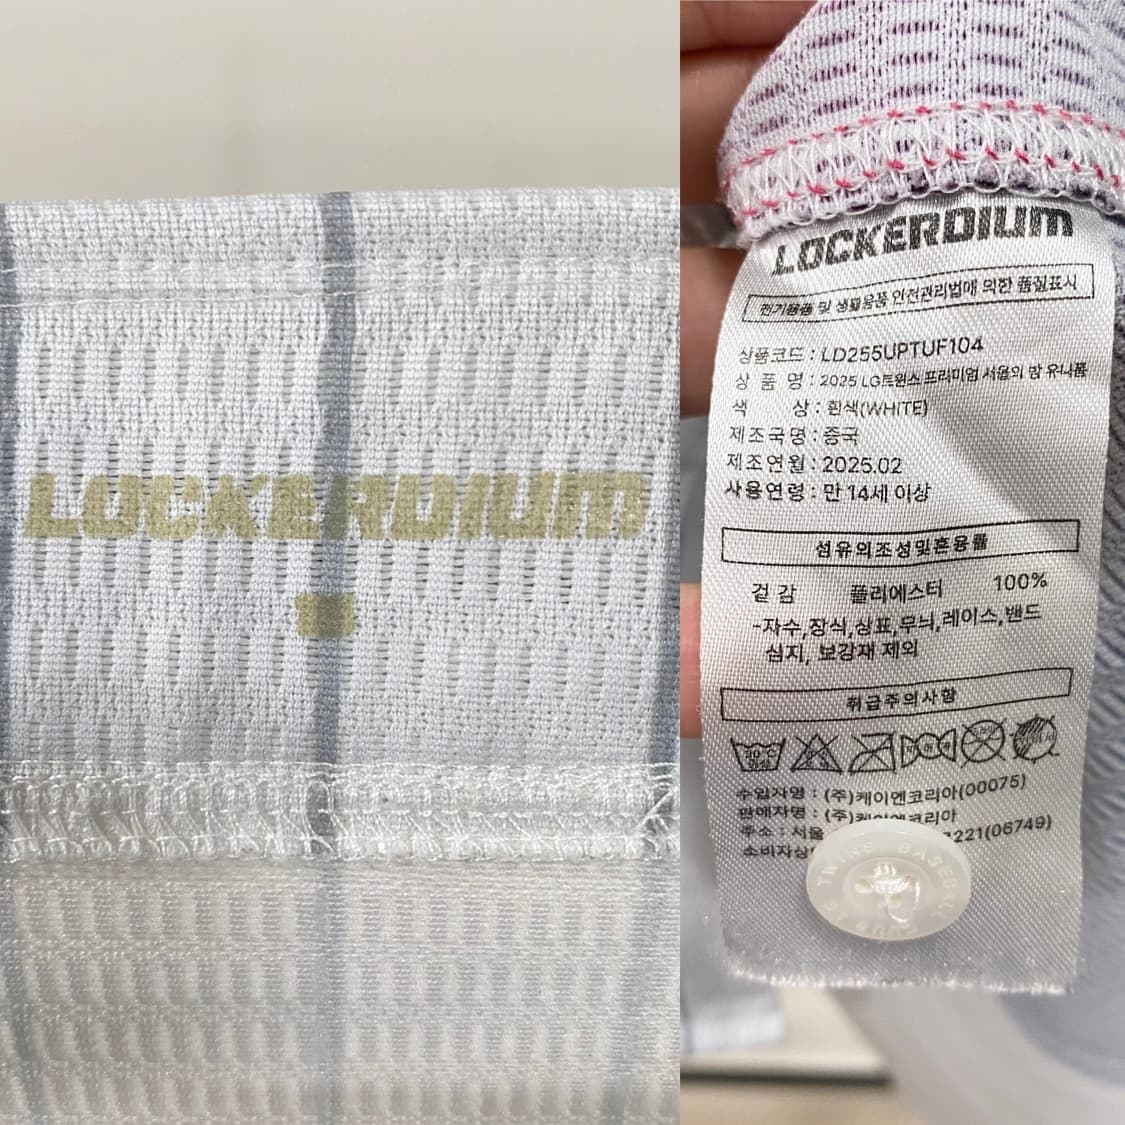 LOCKERDIUM
LOCKERDIUM
전기용품 및 생활용품 안전관리법에 의한 품질표시
상품코드 : LD255UPTUF104
상 품 명 : 2025 LG트윈스 프리미엄 서울의 밤 유니폼
색 상 : 흰색(WHITE)
제조국명 : 중국
제조연월 : 2025.02
사용연령 : 만 14세 이상
섬유의조성및혼용률
겉감 폴리에스터 100%
-자수,장식,상표,무늬,레이스,밴드
심지, 보강재 제외
취급주의사항
30℃
수입자명 : (주)케이엔코리아(00075)
판매자명 : (주)케이엔코리아
주소 : 서울 221(06749)
소비자상
TWINS BASEBALL CLUB LG